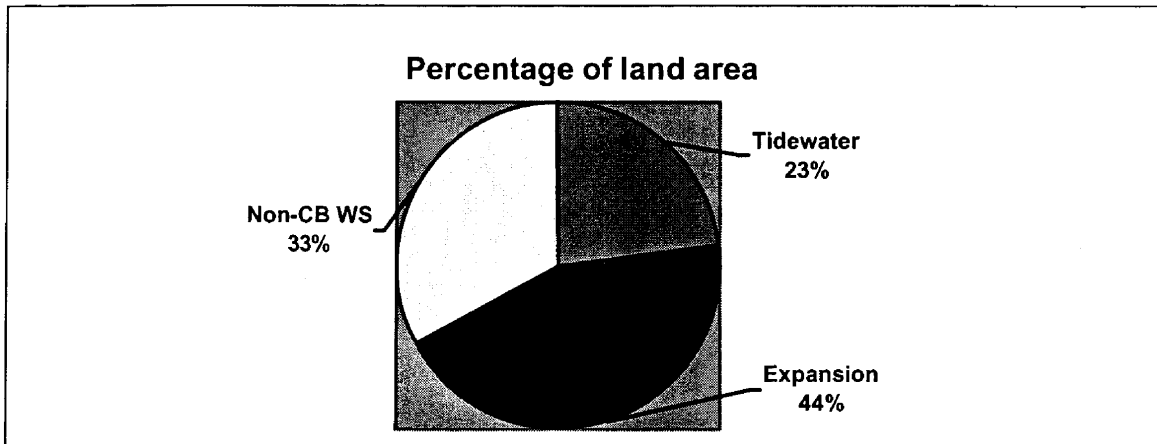 Percentage of land area
Tidewater
23%
Non-CB WS
33%
Expansion
44%